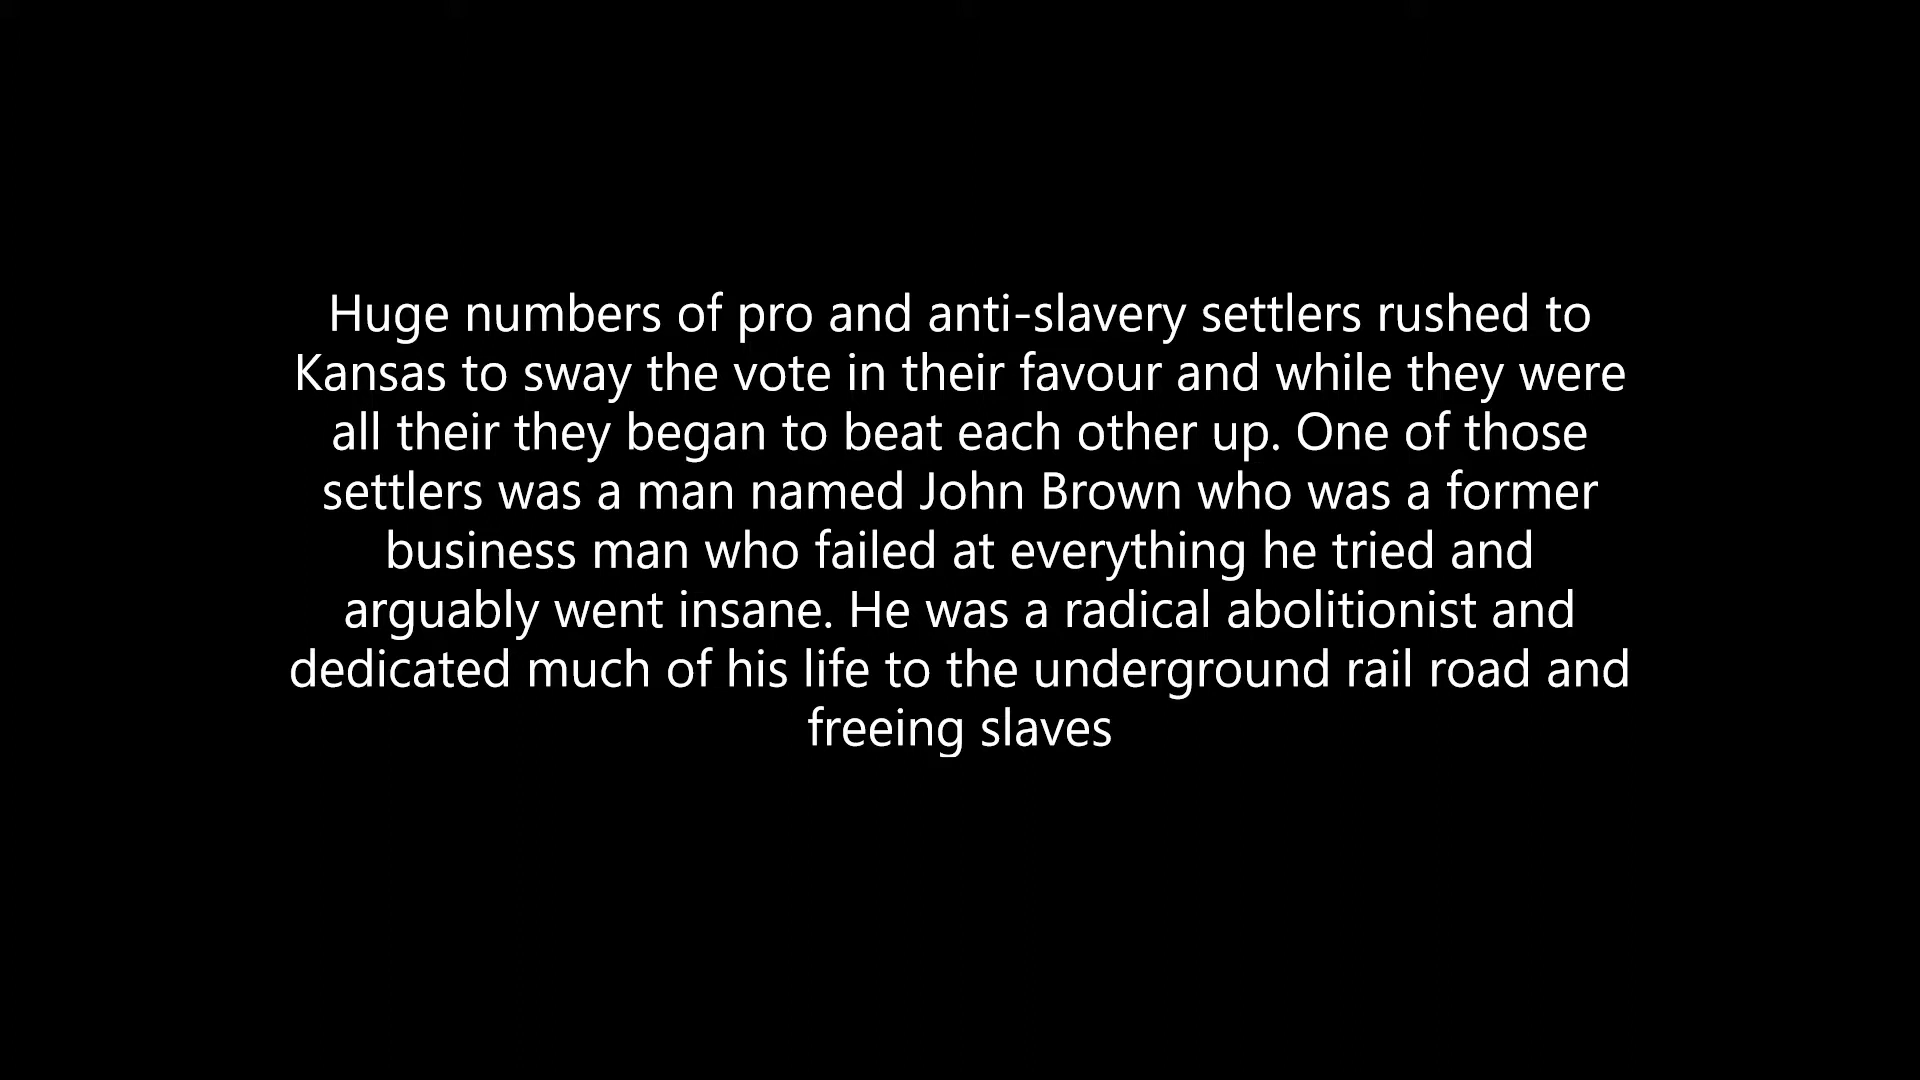 Huge numbers of pro and anti-slavery settlers rushed to
Kansas to sway the vote in their favour and while they were
all their they began to beat each other up. One of those
settlers was a man named John Brown who was a former
business man who failed at everything he tried and
arguably went insane. He was a radical abolitionist and
dedicated much of his life to the underground rail road and
freeing slaves